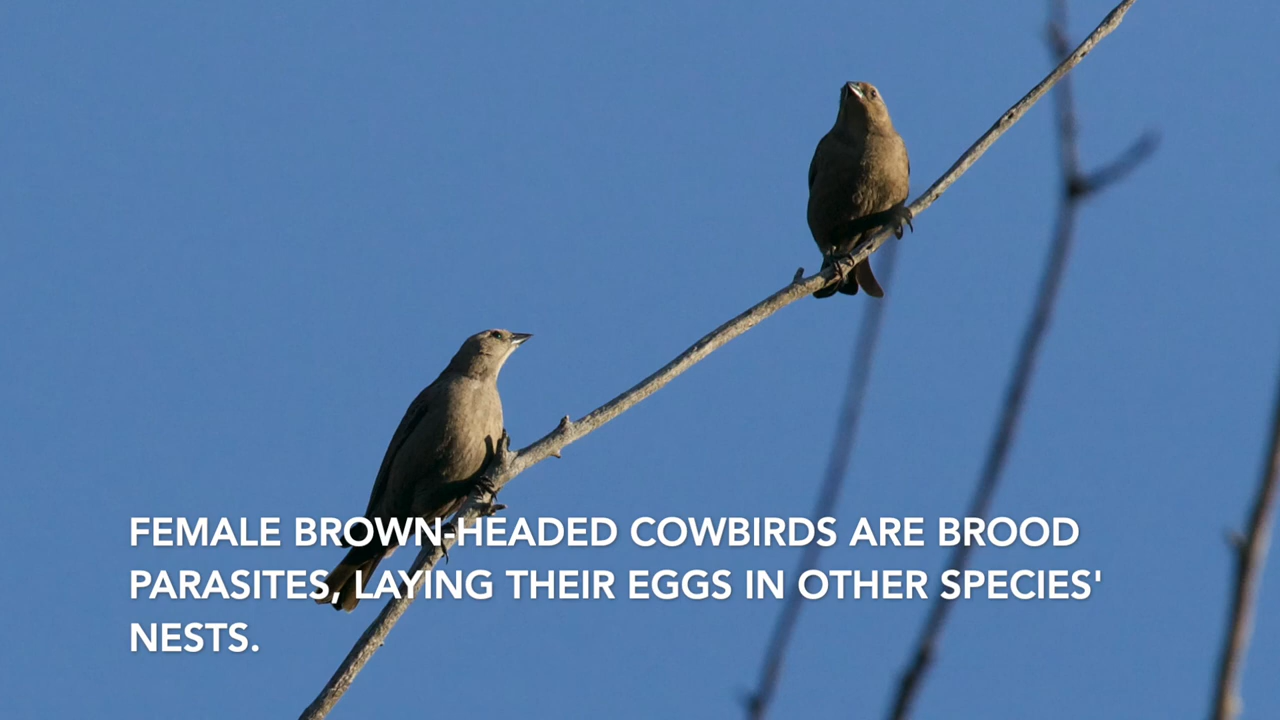 FEMALE BROWN-HEADED COWBIRDS ARE BROOD
PARASITES, LAYING THEIR EGGS IN OTHER SPECIES'
NESTS.